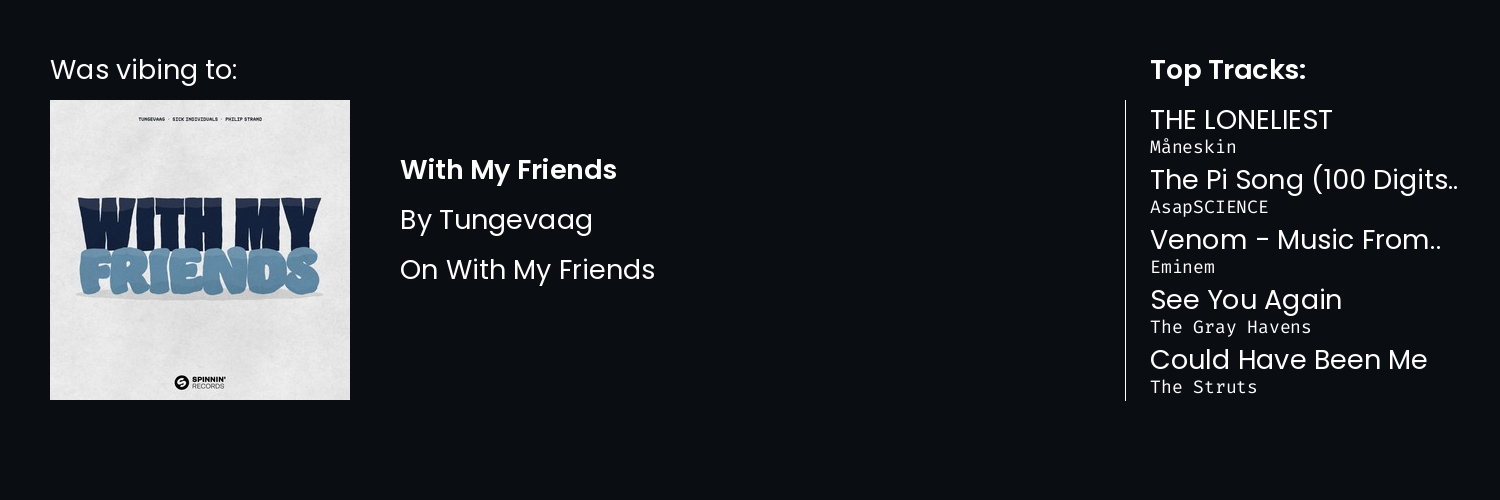 Was vibing to:
TUNGEVAAG · SICK INDIVIDUALS · PHILIP STRAND
WITH MY
FRIENDS
SPINNIN'
RECORDS
With My Friends
By Tungevaag
On With My Friends
Top Tracks:
THE LONELIEST
Måneskin
The Pi Song (100 Digits..
AsapSCIENCE
Venom - Music From..
Eminem
See You Again
The Gray Havens
Could Have Been Me
The Struts